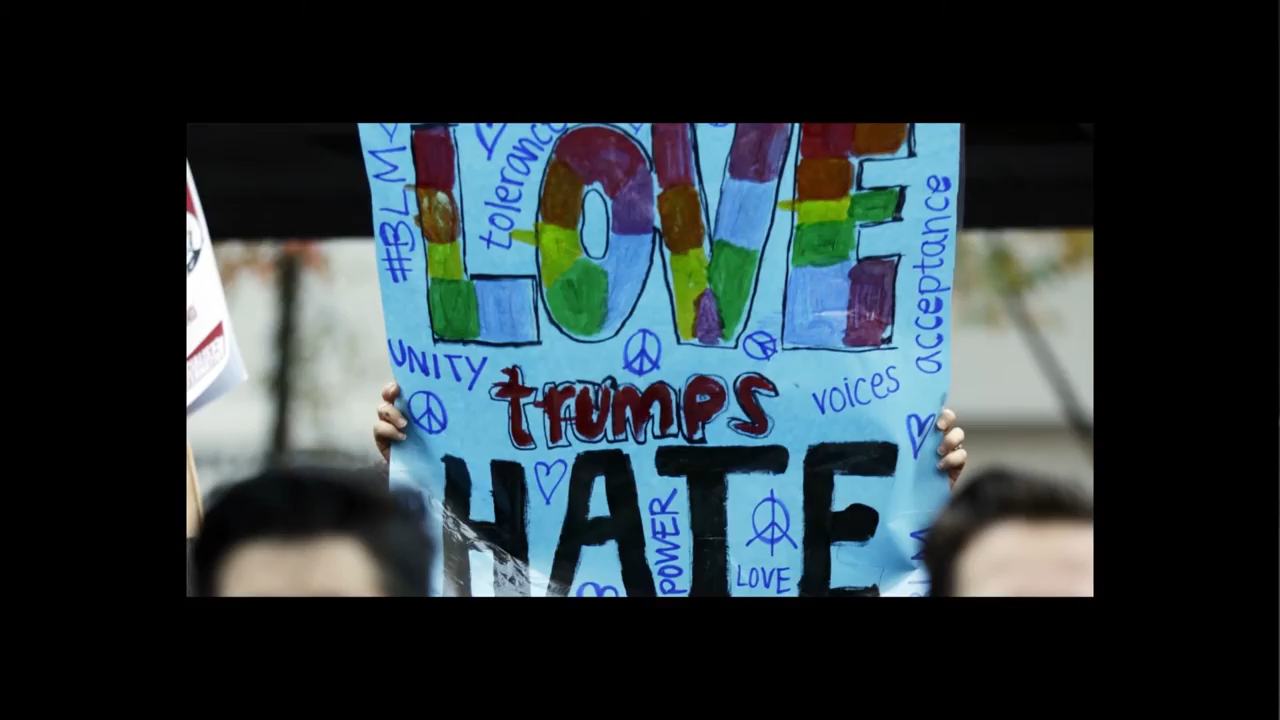 #BLM
tolerance
LOVE
acceptance
UNITY
trumps
voices
HATE
POWER
LOVE